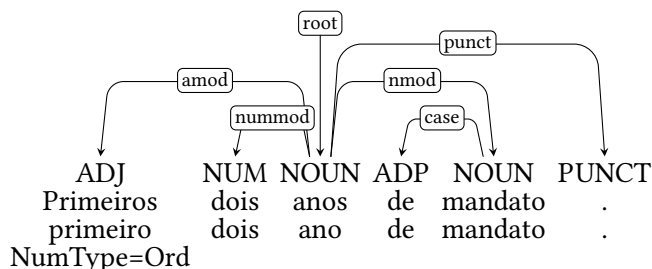 root
punct
amod
nmod
nummod
case
ADJ NUM NOUN ADP NOUN PUNCT
Primeiros dois anos de mandato .
primeiro dois ano de mandato .
NumType=Ord